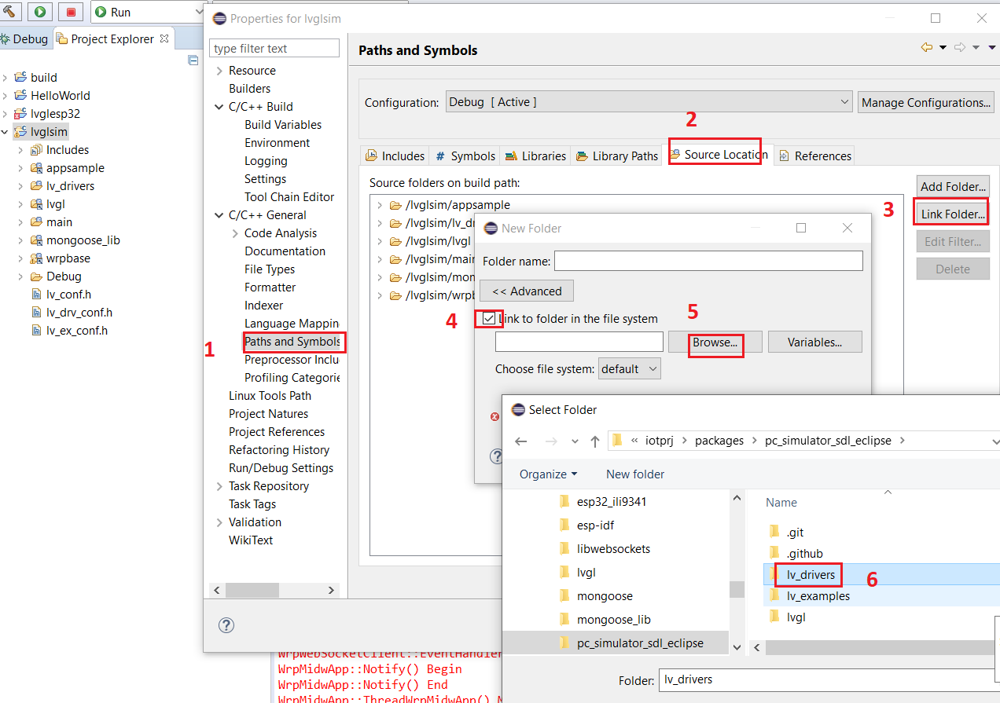 Run
Properties for lvglsim
Debug
Project Explorer
build
HelloWorld
lvglesp32
lvglsim
Includes
appsample
lv_drivers
lvgl
main
mongoose_lib
wrpbase
Debug
lv_conf.h
lv_drv_conf.h
lv_ex_conf.h
type filter text
Resource
Builders
C/C++ Build
Build Variables
Environment
Logging
Settings
Tool Chain Editor
C/C++ General
Code Analysis
Documentation
File Types
Formatter
Indexer
Language Mappin
1 Paths and Symbols
Preprocessor Inclu
Profiling Categorie
Linux Tools Path
Project Natures
Project References
Refactoring History
Run/Debug Settings
Task Repository
Task Tags
Validation
WikiText
Paths and Symbols
Configuration: Debug [ Active ] Manage Configurations...
2
Includes # Symbols Libraries Library Paths Source Location References
Source folders on build path:
/lvglsim/appsample
/lvglsim/lv_dr
/lvglsim/lvgl
/lvglsim/main
/lvglsim/mon
/lvglsim/wrpb
Add Folder...
3 Link Folder...
Edit Filter...
Delete
New Folder
Folder name:
<< Advanced
4 Link to folder in the file system
5
Browse... Variables...
Choose file system: default
Select Folder
« iotprj > packages > pc_simulator_sdl_eclipse >
Organize New folder
esp32_ili9341
esp-idf
libwebsockets
lvgl
mongoose
mongoose_lib
pc_simulator_sdl_eclipse
Name
.git
.github
lv_drivers 6
lv_examples
lvgl
Folder: lv_drivers
WrpWebSocketClient::EventHandler
WrpMidwApp::Notify() Begin
WrpMidwApp::Notify() End
WrpMidwApp::ThreadWrpMidwApp() M